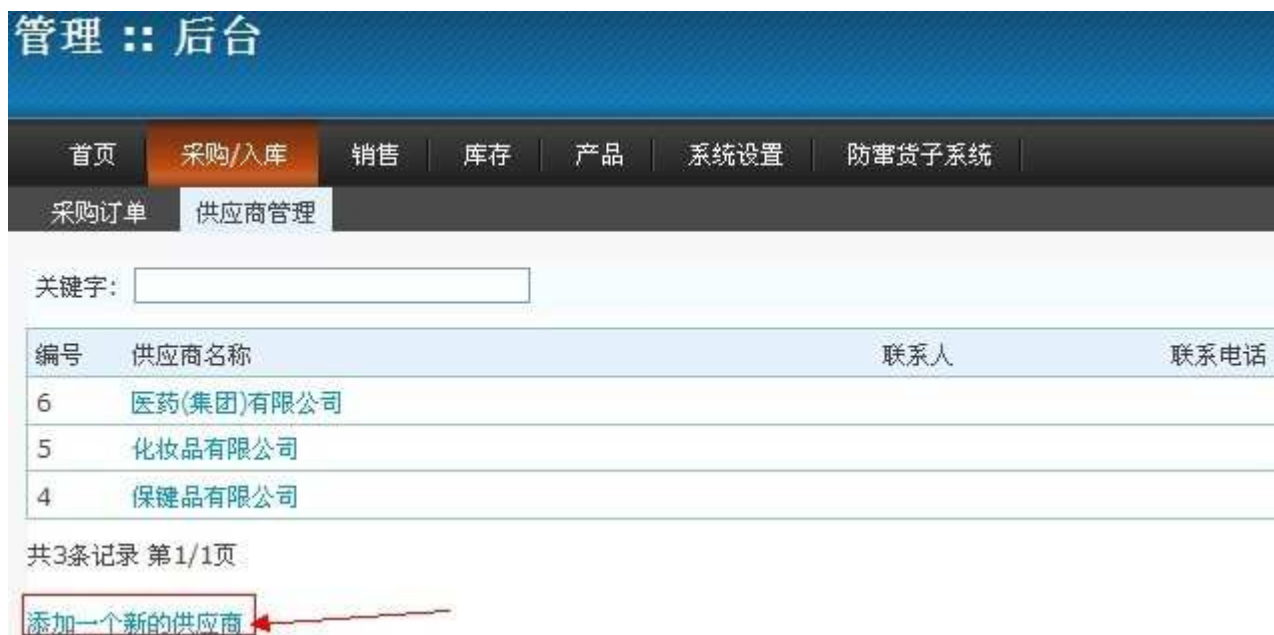 管理 :: 后台
首页 采购/入库 销售 库存 产品 系统设置 防窜货子系统
采购订单 供应商管理
关键字:
编号 供应商名称 联系人 联系电话
6 医药(集团)有限公司
5 化妆品有限公司
4 保键品有限公司
共3条记录 第1/1页
添加一个新的供应商